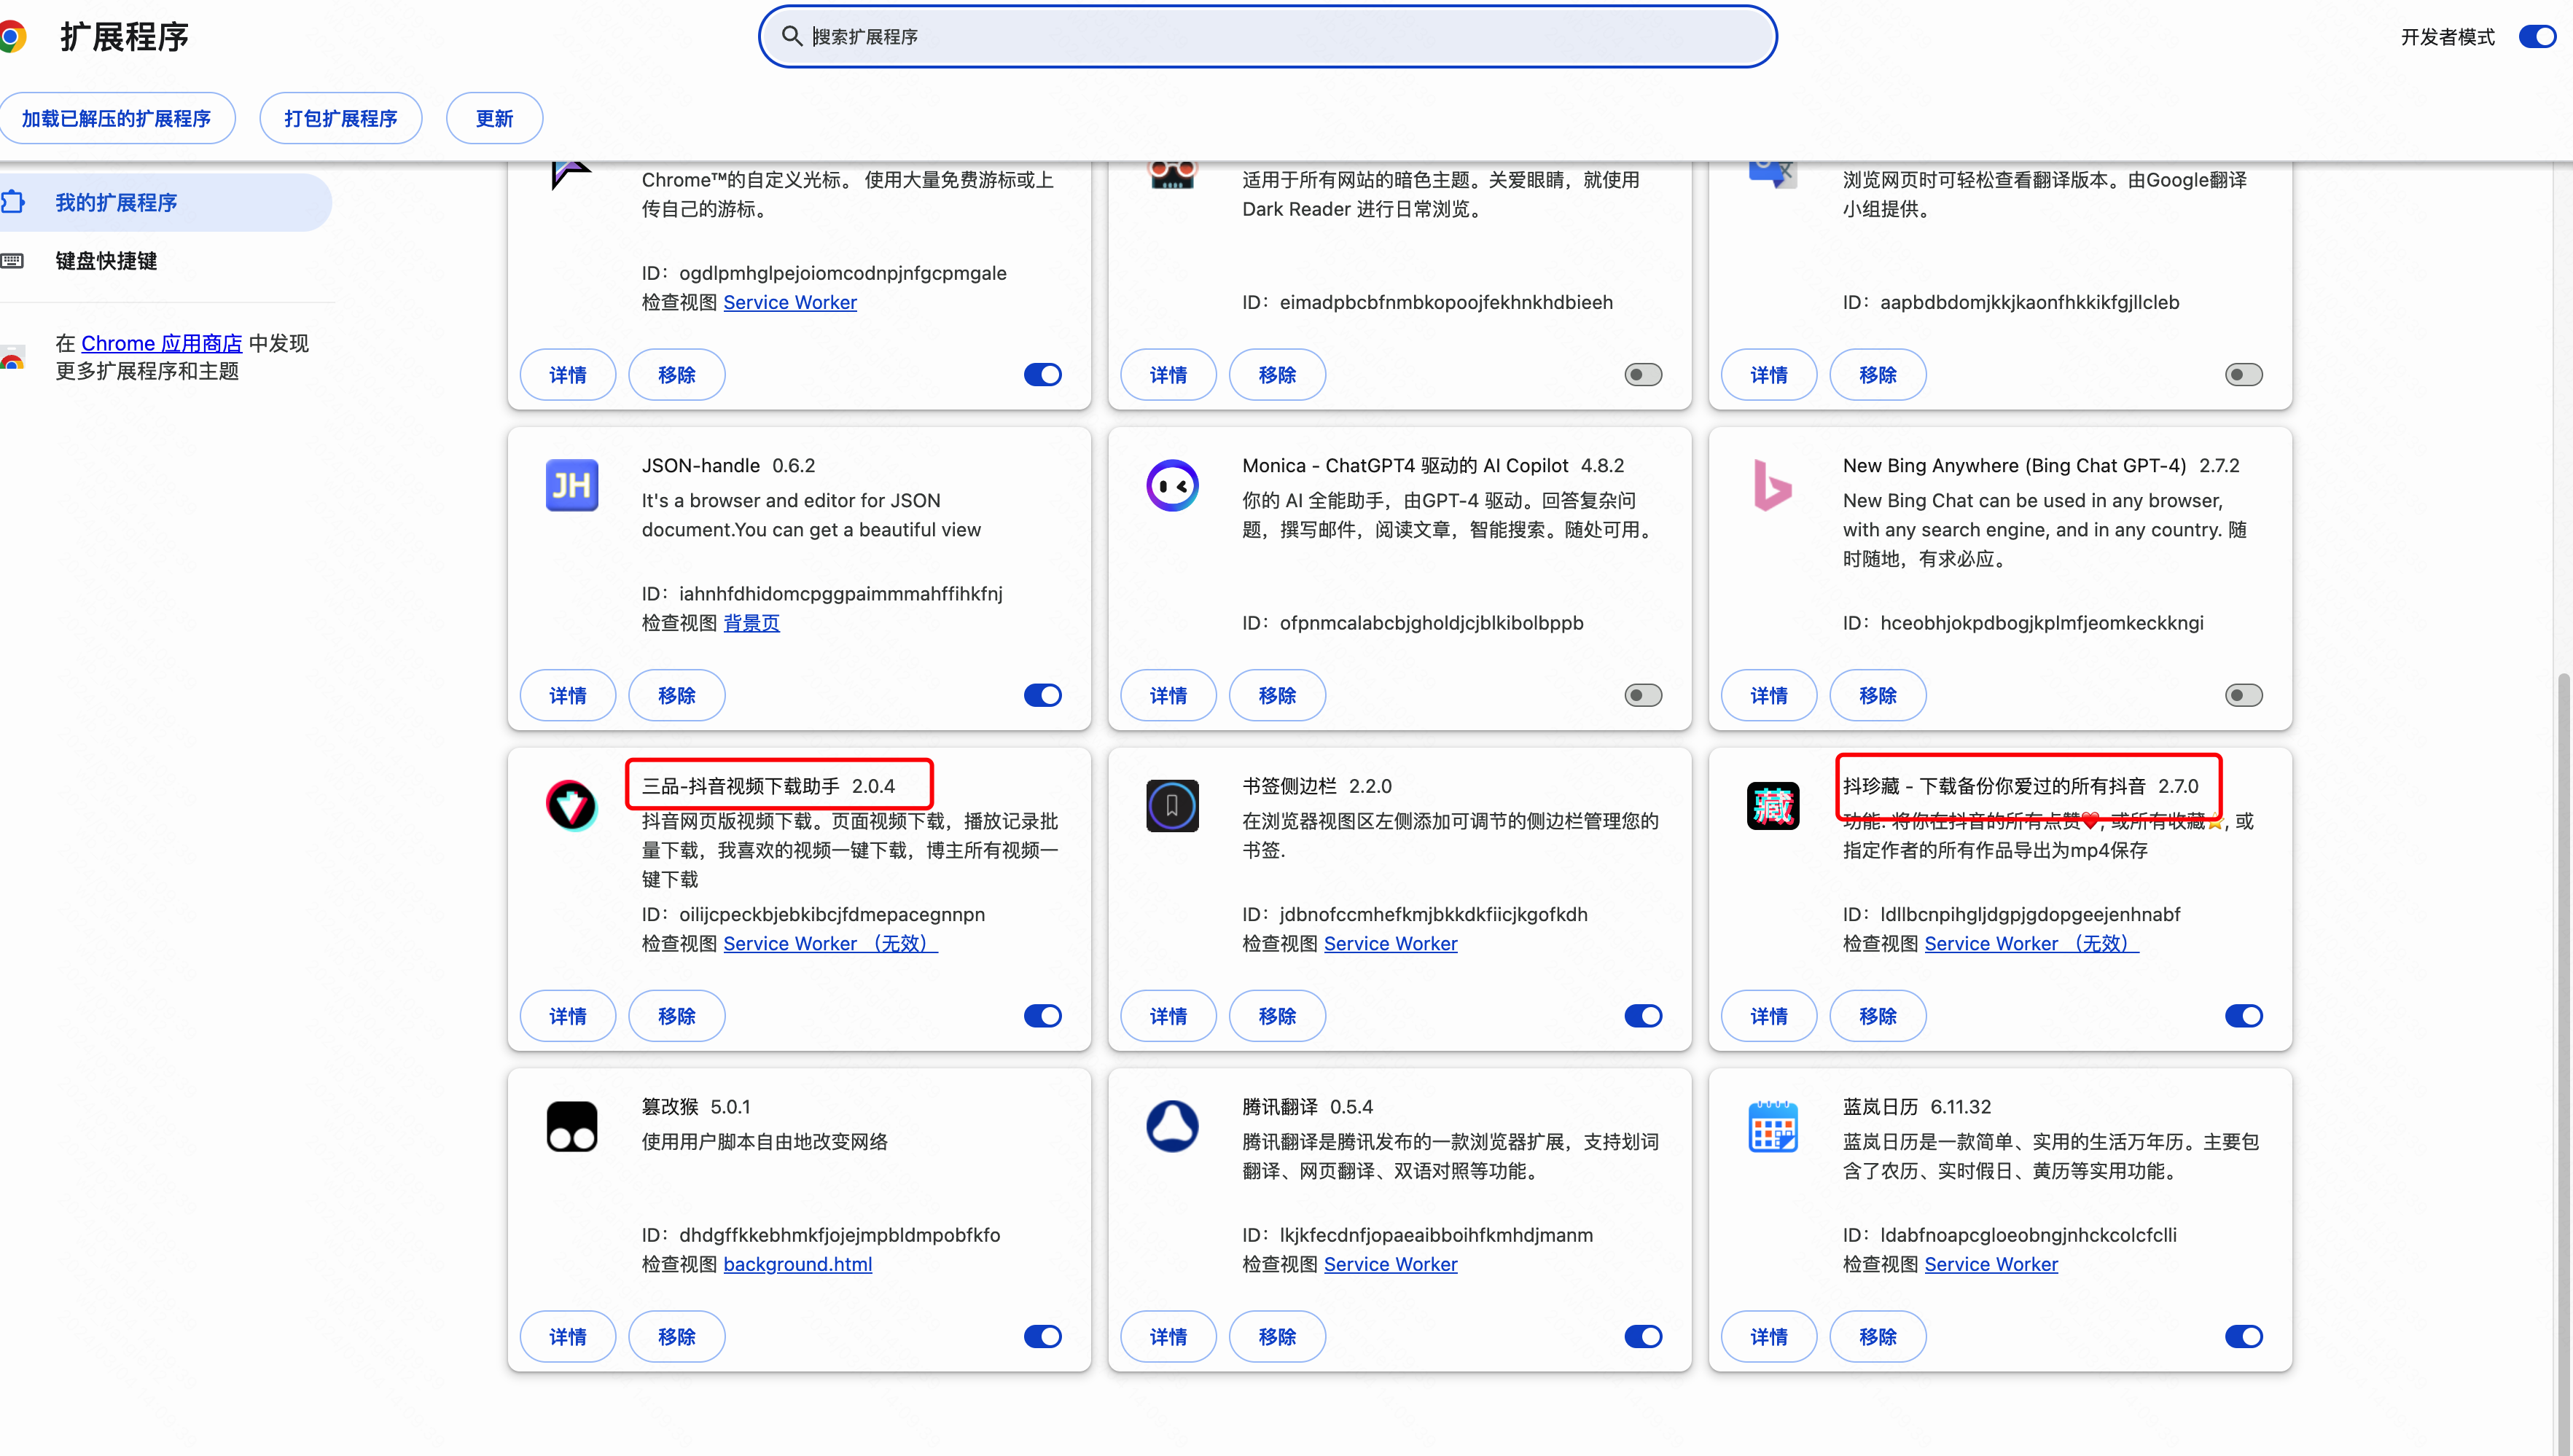 扩展程序
搜索扩展程序
开发者模式
加载已解压的扩展程序
打包扩展程序
更新
我的扩展程序
键盘快捷键
在 Chrome 应用商店 中发现
更多扩展程序和主题
Chrome™的自定义光标。 使用大量免费游标或上
传自己的游标。
ID：ogdlpmhglpejoiomcodnpjnfgcpmgale
检查视图 Service Worker
详情
移除
适用于所有网站的暗色主题。关爱眼睛，就使用
Dark Reader 进行日常浏览。
ID：eimadpbcbfnmbkopoojfekhnkhdbieeh
详情
移除
浏览网页时可轻松查看翻译版本。由Google翻译
小组提供。
ID：aapbdbdomjkkjkaonfhkkikfgjllcleb
详情
移除
JH
JSON-handle 0.6.2
It's a browser and editor for JSON
document.You can get a beautiful view
ID：iahnhfdhidomcpggpaimmmahffihkfnj
检查视图 背景页
详情
移除
Monica - ChatGPT4 驱动的 AI Copilot 4.8.2
你的 AI 全能助手，由GPT-4 驱动。回答复杂问
题，撰写邮件，阅读文章，智能搜索。随处可用。
ID：ofpnmcalabcbjgholdjcjblkibolbppb
详情
移除
New Bing Anywhere (Bing Chat GPT-4) 2.7.2
New Bing Chat can be used in any browser,
with any search engine, and in any country. 随
时随地，有求必应。
ID：hceobhjokpdbogjkplmfjeomkeckkngi
详情
移除
三品-抖音视频下载助手 2.0.4
抖音网页版视频下载。页面视频下载，播放记录批
量下载，我喜欢的视频一键下载，博主所有视频一
键下载
ID：oilijcpeckbjebkibcjfdmepacegnnpn
检查视图 Service Worker （无效）
详情
移除
书签侧边栏 2.2.0
在浏览器视图区左侧添加可调节的侧边栏管理您的
书签.
ID：jdbnofccmhefkmjbkkdkfiicjkgofkdh
检查视图 Service Worker
详情
移除
藏
抖珍藏 - 下载备份你爱过的所有抖音 2.7.0
功能: 将你在抖音的所有点赞❤️, 或所有收藏⭐, 或
指定作者的所有作品导出为mp4保存
ID：ldllbcnpihgljdgpjgdopgeejenhnabf
检查视图 Service Worker （无效）
详情
移除
篡改猴 5.0.1
使用用户脚本自由地改变网络
ID：dhdgffkkebhmkfjojejmpbldmpobfkfo
检查视图 background.html
详情
移除
腾讯翻译 0.5.4
腾讯翻译是腾讯发布的一款浏览器扩展，支持划词
翻译、网页翻译、双语对照等功能。
ID：lkjkfecdnfjopaeaibboihfkmhdjmanm
检查视图 Service Worker
详情
移除
蓝岚日历 6.11.32
蓝岚日历是一款简单、实用的生活万年历。主要包
含了农历、实时假日、黄历等实用功能。
ID：ldabfnoapcgloeobngjnhckcolcfclli
检查视图 Service Worker
详情
移除